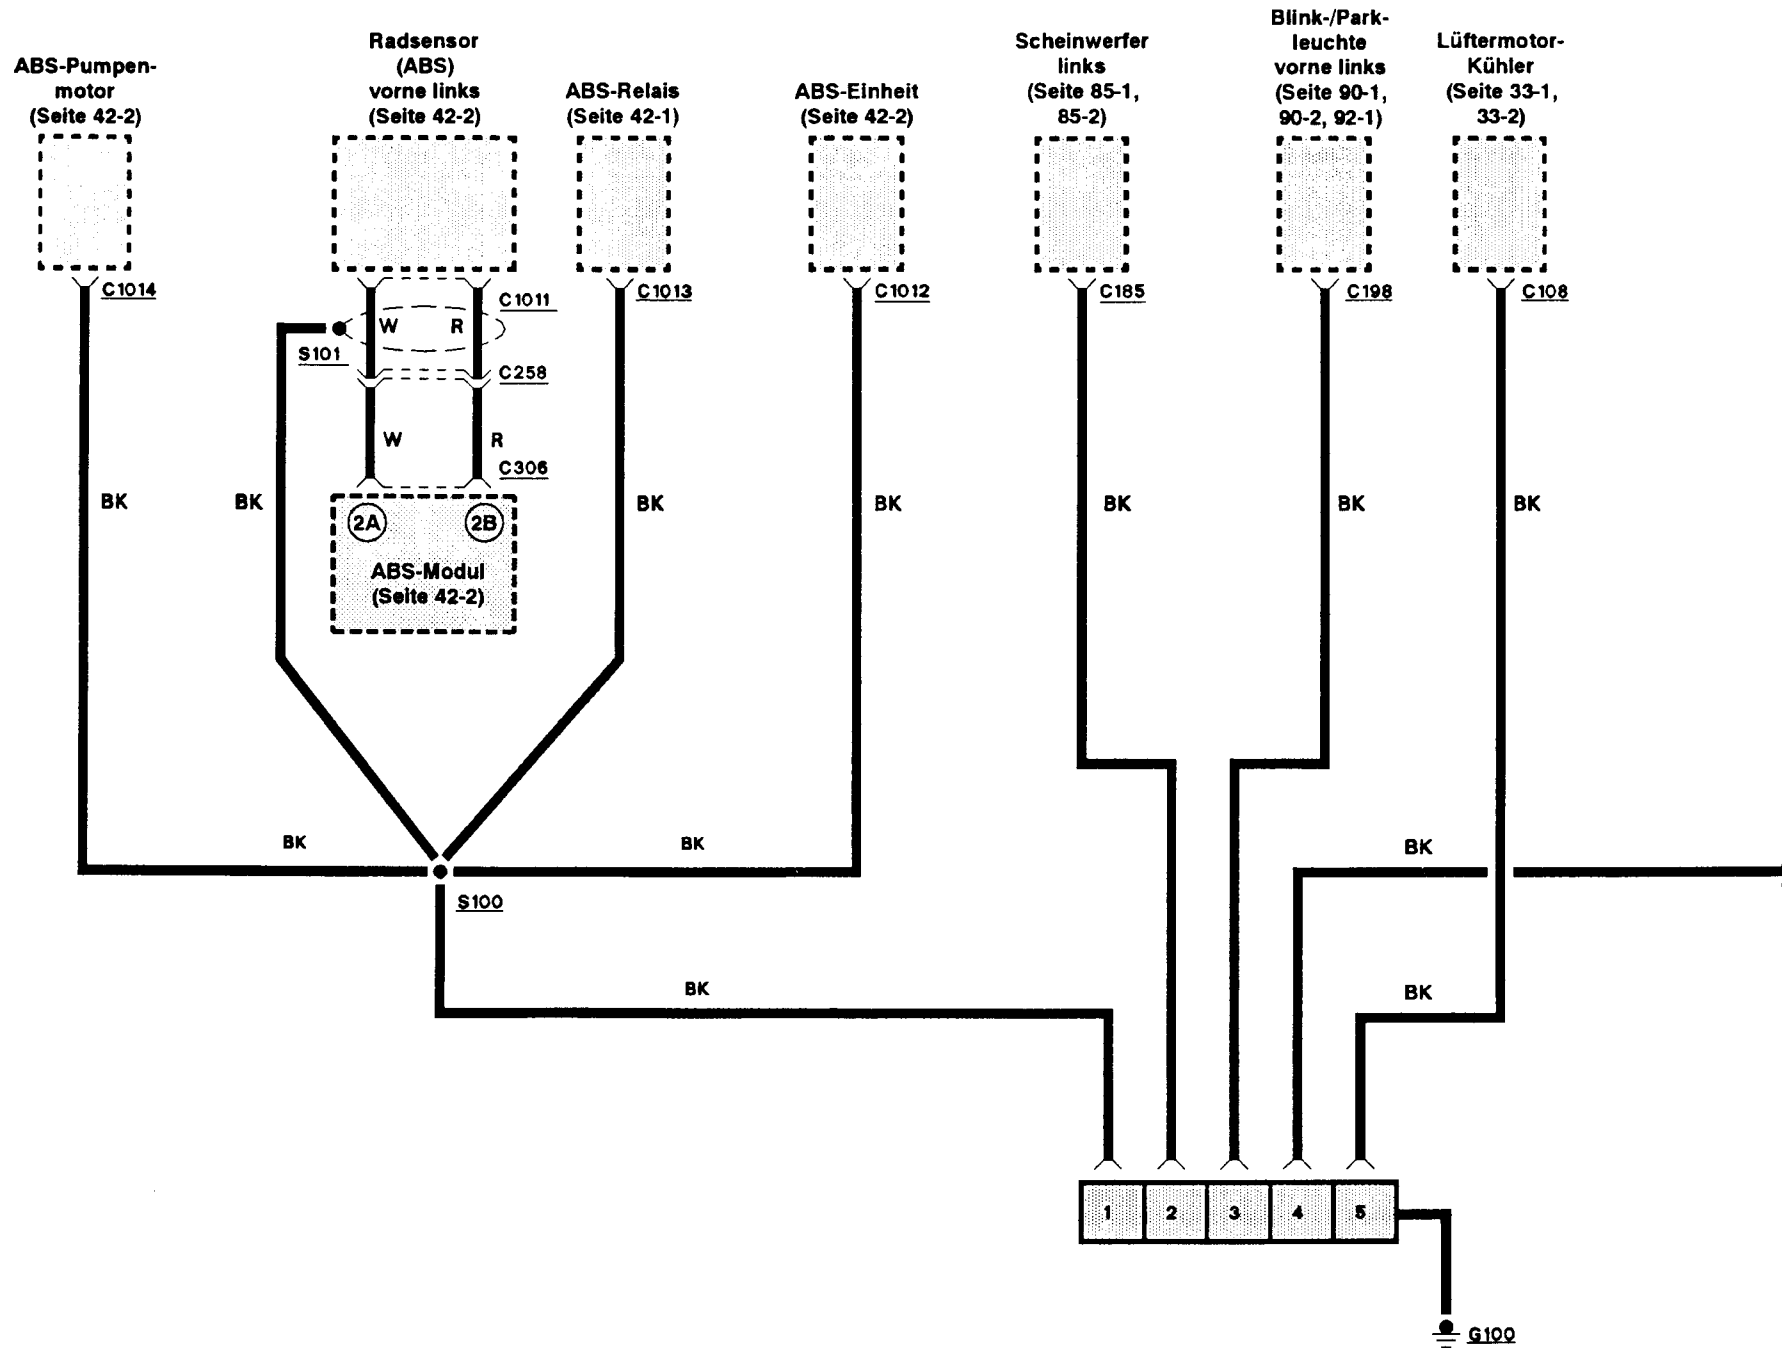 ABS-Pumpen-
motor
(Seite 42-2)
Radsensor
(ABS)
vorne links
(Seite 42-2)
ABS-Relais
(Seite 42-1)
ABS-Einheit
(Seite 42-2)
Scheinwerfer
links
(Seite 85-1,
85-2)
Blink-/Park-
leuchte
vorne links
(Seite 90-1,
90-2, 92-1)
Lüftermotor-
Kühler
(Seite 33-1,
33-2)
C1014
C1011
C1013
C1012
C185
C198
C108
W
R
S101
C258
W
R
C306
BK
BK
BK
BK
BK
BK
BK
2A
2B
ABS-Modul
(Seite 42-2)
BK
BK
BK
S100
BK
BK
1
2
3
4
5
G100